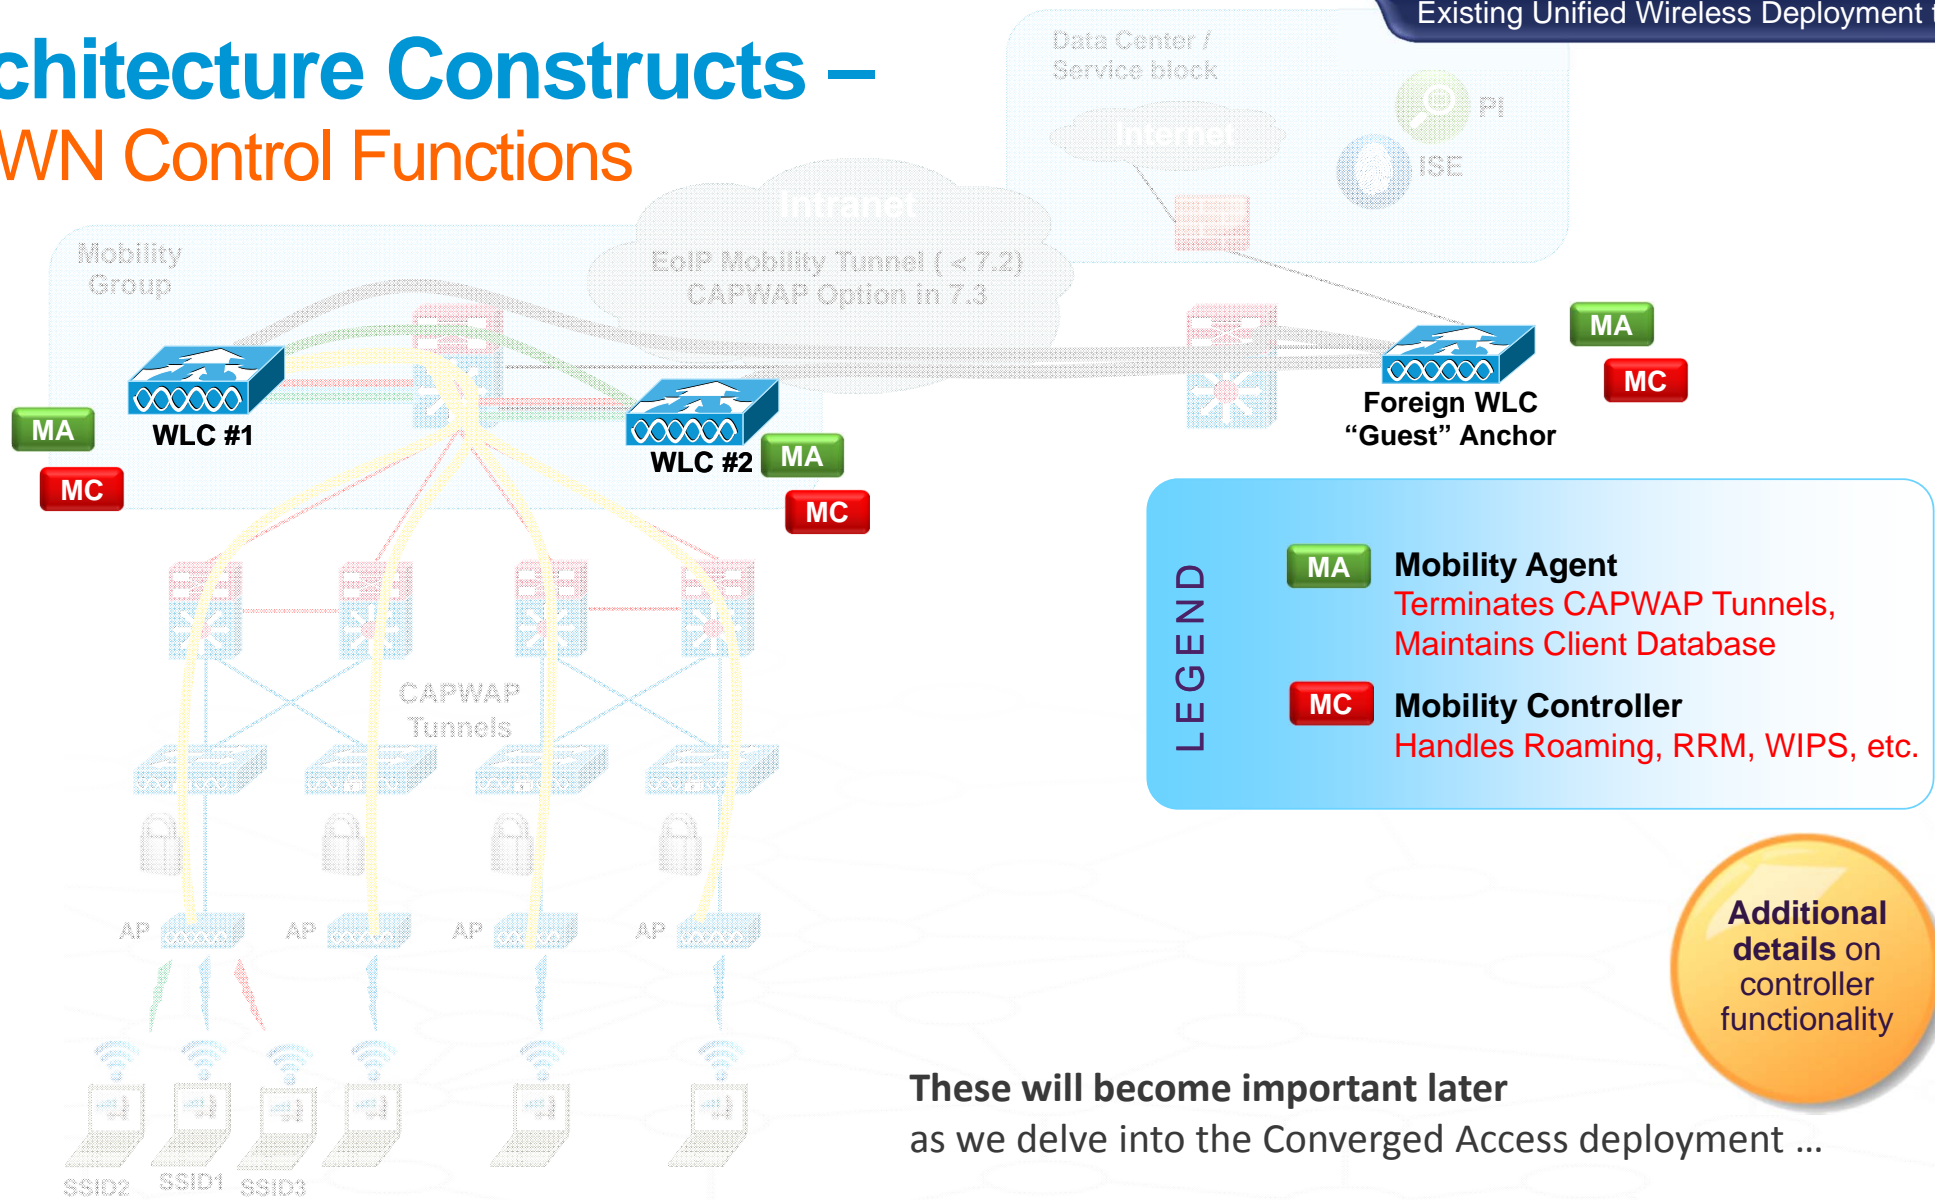 Existing Unified Wireless Deployment t
chitecture Constructs –
WN Control Functions
Data Center /
Service block
Internet
PI
ISE
Intranet
EoIP Mobility Tunnel ( < 7.2)
CAPWAP Option in 7.3
Mobility
Group
MA
MC
WLC #1
WLC #2
MA
MC
MA
MC
Foreign WLC
“Guest” Anchor
LEGEND
MA
Mobility Agent
Terminates CAPWAP Tunnels,
Maintains Client Database
MC
Mobility Controller
Handles Roaming, RRM, WIPS, etc.
CAPWAP
Tunnels
AP
AP
AP
AP
Additional
details on
controller
functionality
These will become important later
as we delve into the Converged Access deployment ...
SSID2
SSID1
SSID3